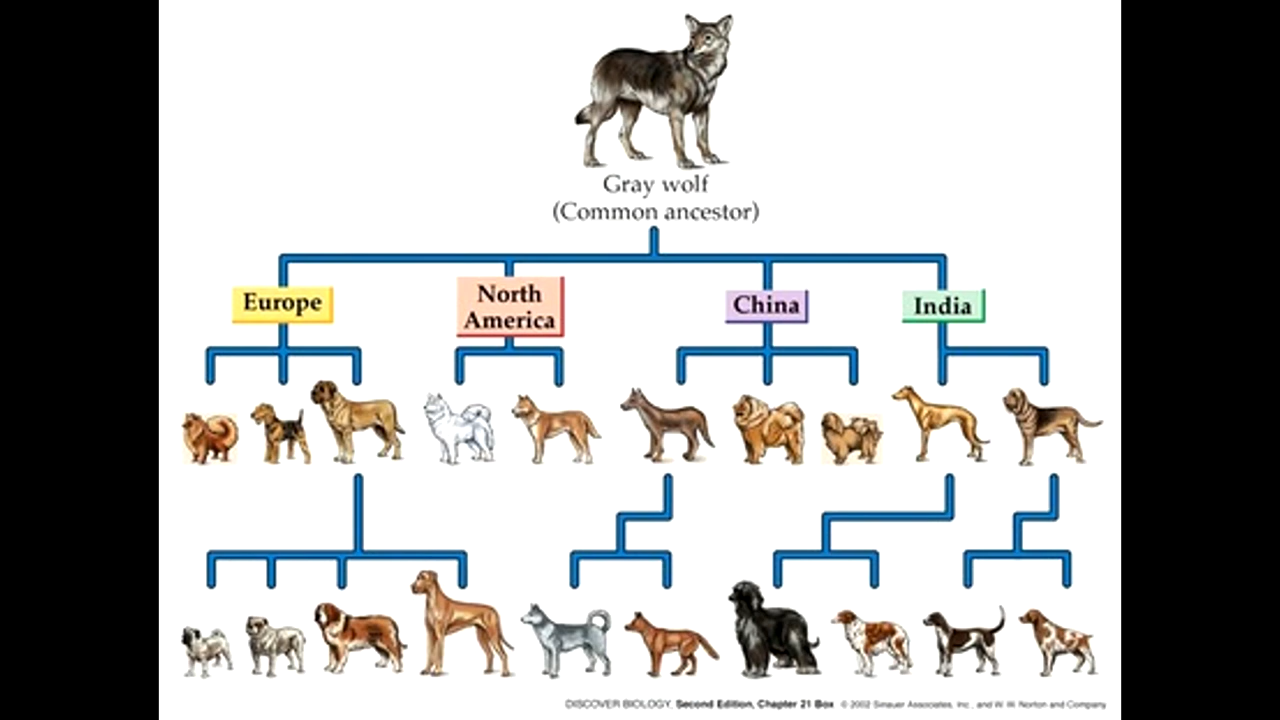 Gray wolf
(Common ancestor)
Europe
North
America
China
India
DISCOVER BIOLOGY, Second Edition, Chapter 21 Box © 2002 Sinauer Associates, Inc., and W. W. Norton and Company